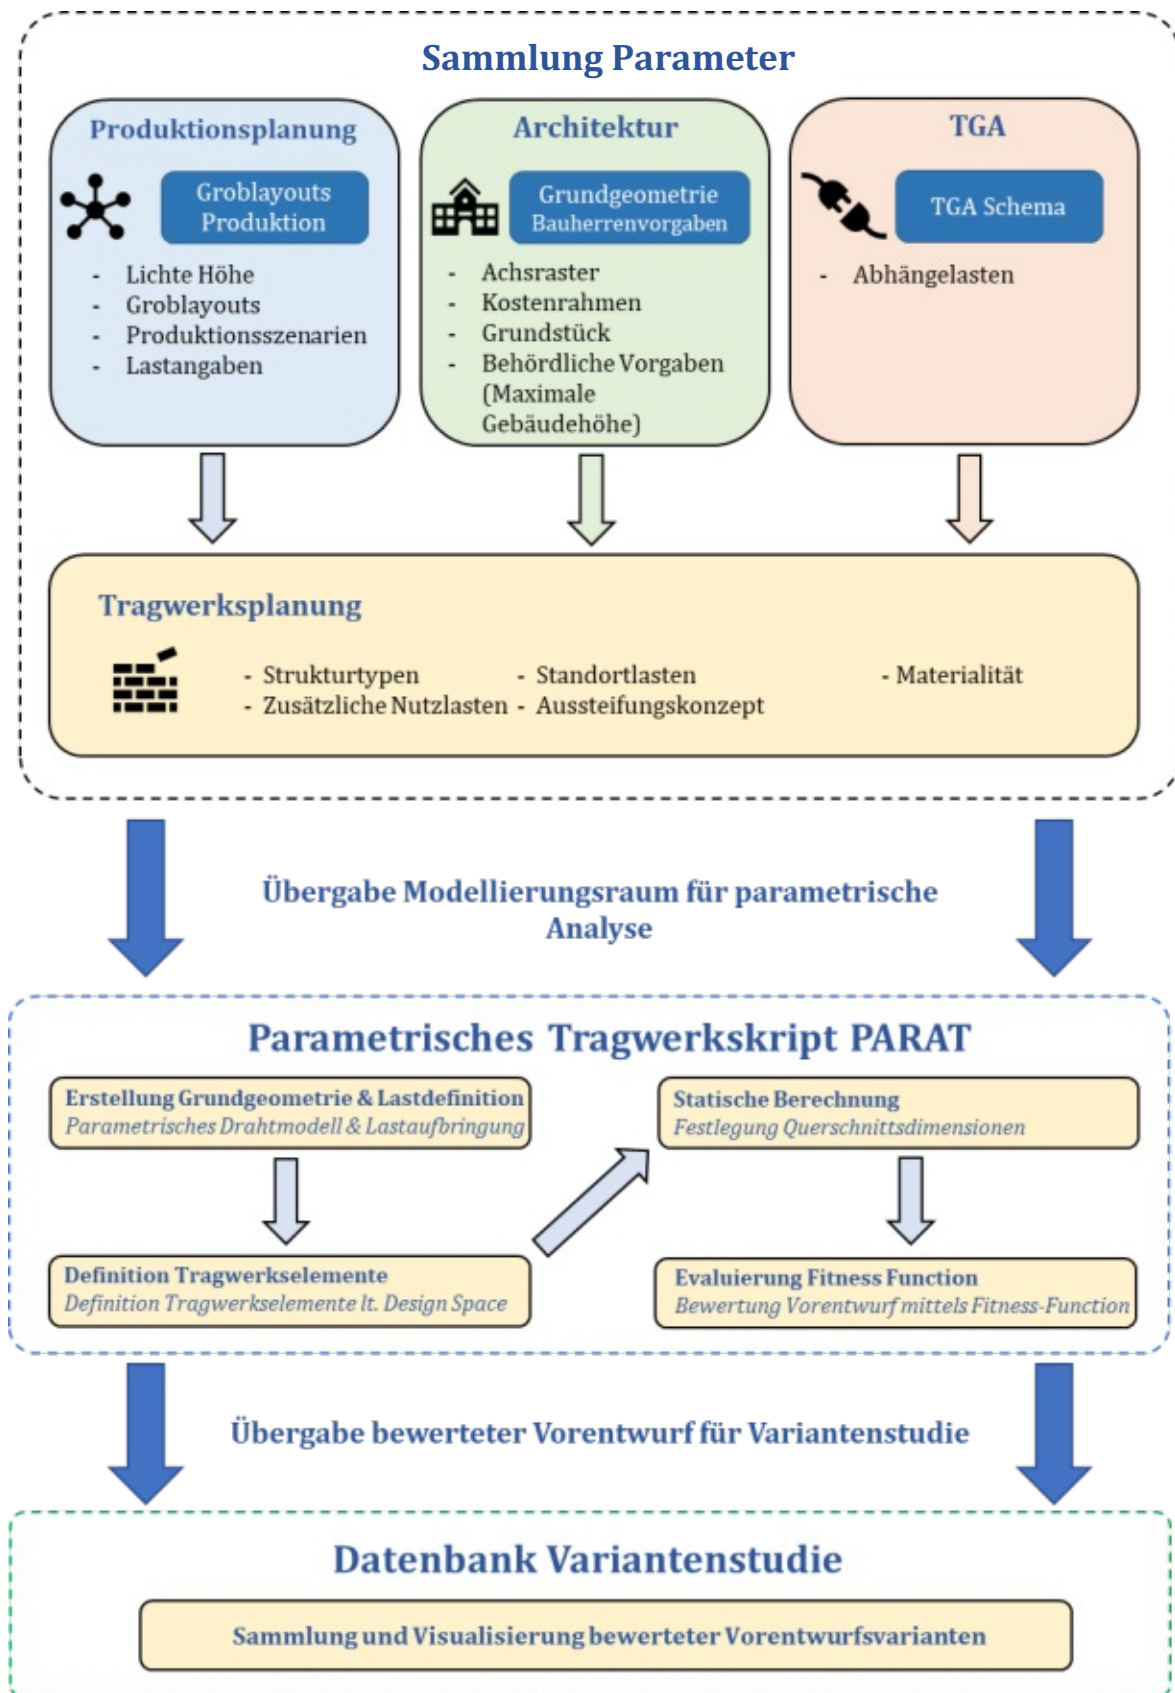 Sammlung Parameter
Produktionsplanung
Groblayouts
Produktion
- Lichte Höhe
- Groblayouts
- Produktionsszenarien
- Lastangaben
Architektur
Grundgeometrie
Bauherrenvorgaben
- Achsraster
- Kostenrahmen
- Grundstück
- Behördliche Vorgaben
(Maximale
Gebäudehöhe)
TGA
TGA Schema
- Abhängelasten
Tragwerksplanung
- Strukturtypen
- Zusätzliche Nutzlasten
- Standortlasten
- Aussteifungskonzept
- Materialität
Übergabe Modellierungsraum für parametrische
Analyse
Parametrisches Tragwerkskript PARAT
Erstellung Grundgeometrie & Lastdefinition
Parametrisches Drahtmodell & Lastaufbringung
Definition Tragwerkselemente
Definition Tragwerkselemente lt. Design Space
Statische Berechnung
Festlegung Querschnittsdimensionen
Evaluierung Fitness Function
Bewertung Vorentwurf mittels Fitness-Function
Übergabe bewerteter Vorentwurf für Variantenstudie
Datenbank Variantenstudie
Sammlung und Visualisierung bewerteter Vorentwurfsvarianten